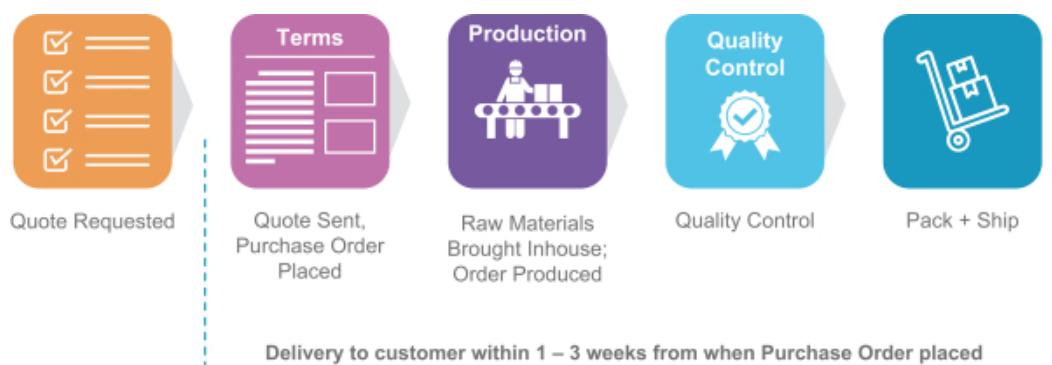 Terms
Production
Quality
Control
Quote Requested
Quote Sent,
Purchase Order
Placed
Raw Materials
Brought Inhouse;
Order Produced
Quality Control
Pack + Ship
Delivery to customer within 1 – 3 weeks from when Purchase Order placed